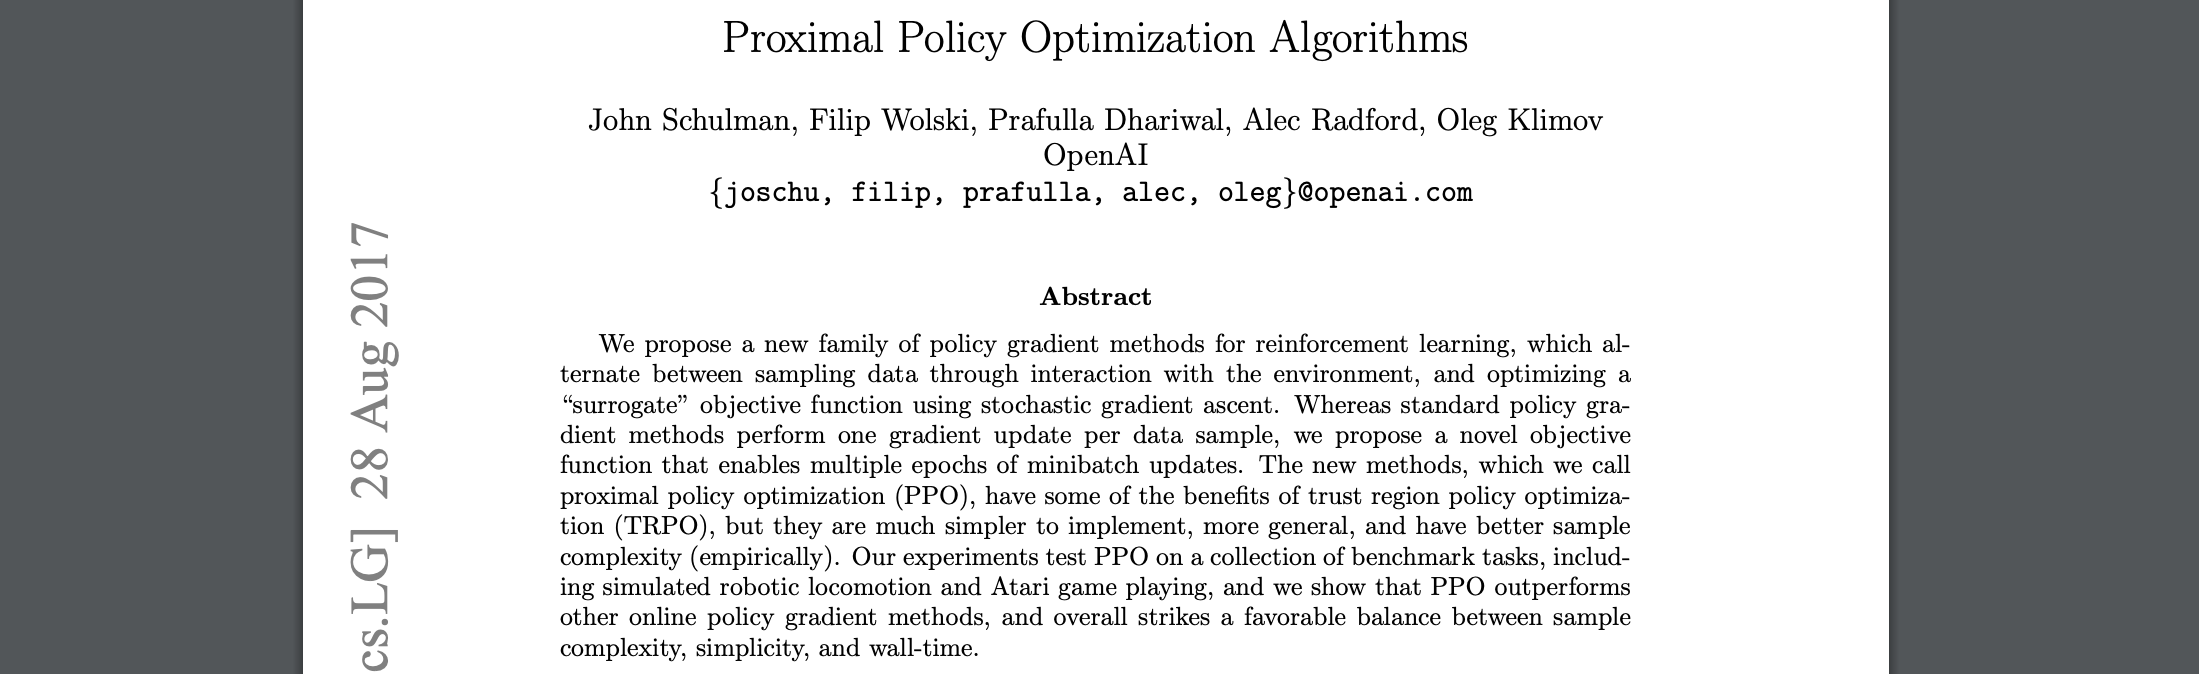 Proximal Policy Optimization Algorithms
John Schulman, Filip Wolski, Prafulla Dhariwal, Alec Radford, Oleg Klimov
OpenAI
{joschu, filip, prafulla, alec, oleg}@openai.com
Abstract
We propose a new family of policy gradient methods for reinforcement learning, which al-
ternate between sampling data through interaction with the environment, and optimizing a
“surrogate” objective function using stochastic gradient ascent. Whereas standard policy gra-
dient methods perform one gradient update per data sample, we propose a novel objective
function that enables multiple epochs of minibatch updates. The new methods, which we call
proximal policy optimization (PPO), have some of the benefits of trust region policy optimiza-
tion (TRPO), but they are much simpler to implement, more general, and have better sample
complexity (empirically). Our experiments test PPO on a collection of benchmark tasks, includ-
ing simulated robotic locomotion and Atari game playing, and we show that PPO outperforms
other online policy gradient methods, and overall strikes a favorable balance between sample
complexity, simplicity, and wall-time.
cs.LG] 28 Aug 2017